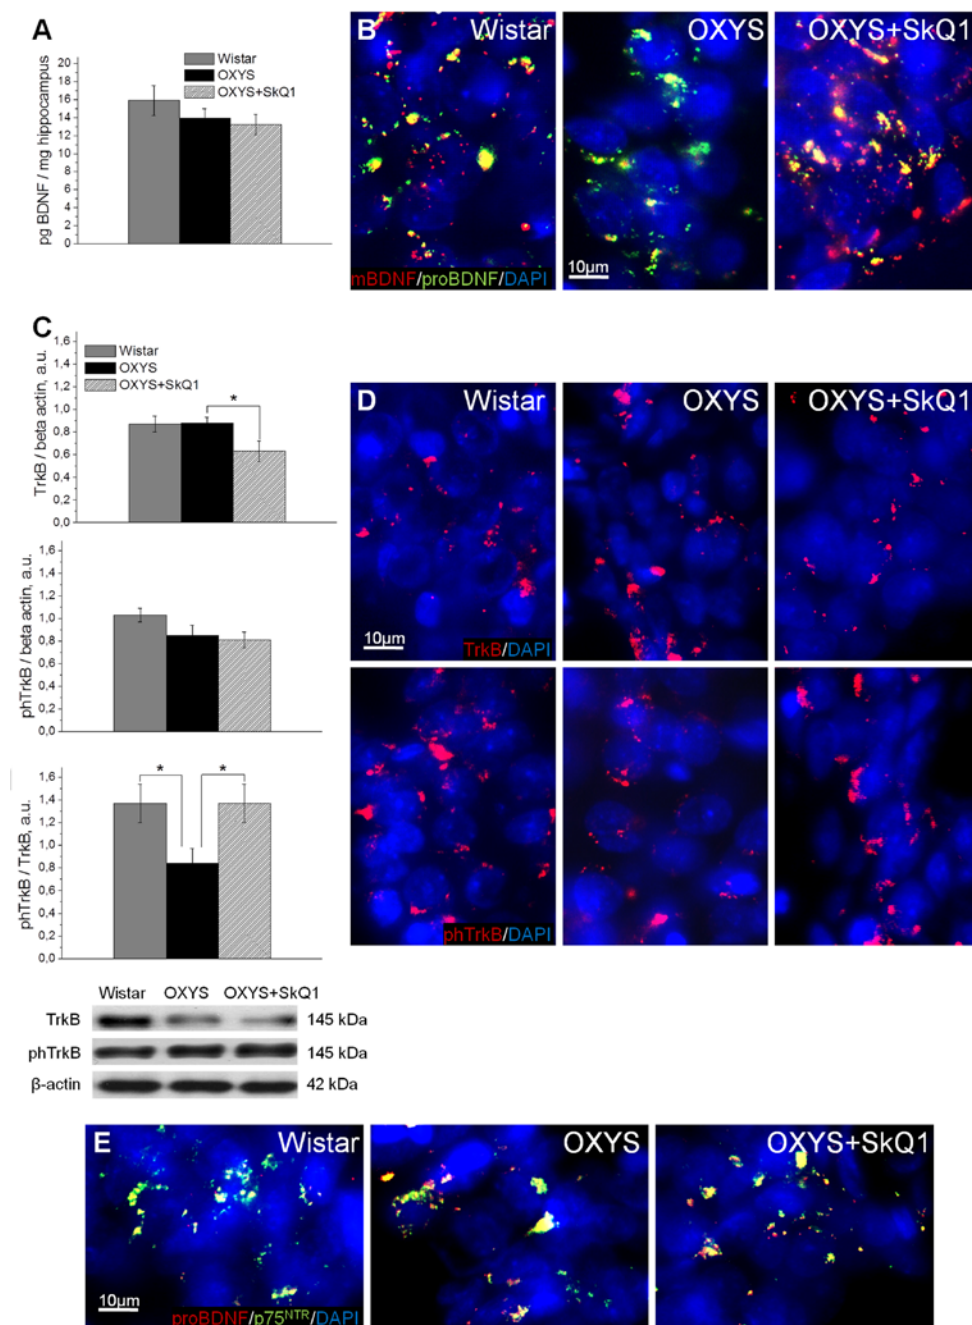 A
Wistar
OXYS
OXYS+SkQ1
20
18
16
14
12
10
8
6
4
2
0
pg BDNF / mg hippocampus
B
Wistar
OXYS
OXYS+SkQ1
mBDNF/proBDNF/DAPI
10μm
C
Wistar
OXYS
OXYS+SkQ1
1,6
1,4
1,2
1,0
0,8
0,6
0,4
0,2
0,0
TrkB / beta actin, a.u.
*
1,6
1,4
1,2
1,0
0,8
0,6
0,4
0,2
0,0
phTrkB / beta actin, a.u.
1,6
1,4
1,2
1,0
0,8
0,6
0,4
0,2
0,0
phTrkB / TrkB, a.u.
* *
Wistar OXYS OXYS+SkQ1
TrkB 145 kDa
phTrkB 145 kDa
β-actin 42 kDa
D
Wistar
OXYS
OXYS+SkQ1
10μm
TrkB/DAPI
phTrkB/DAPI
E
Wistar
OXYS
OXYS+SkQ1
10μm
proBDNF/p75NTR/DAPI